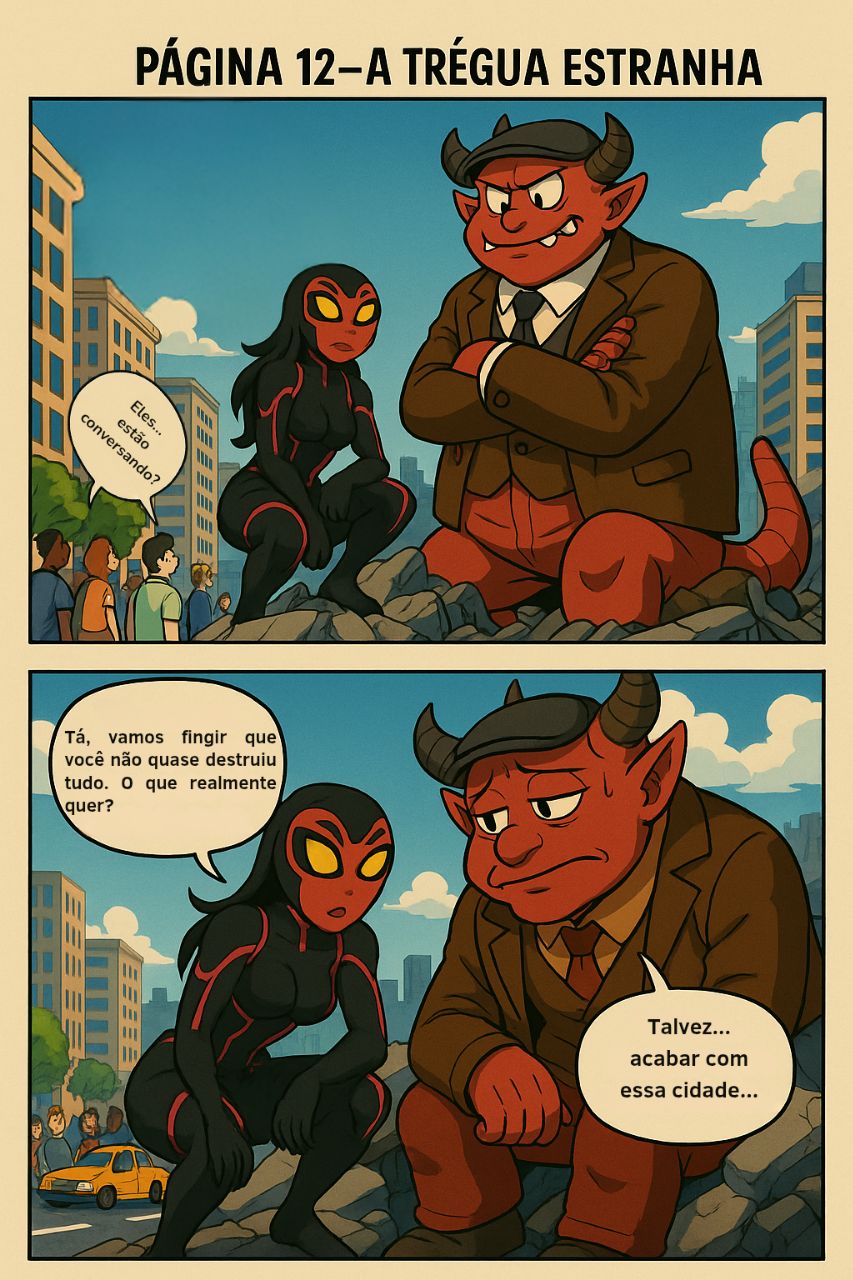 PÁGINA 12–A TRÉGUA ESTRANHA
Eles...
estão
conversando?
Tá, vamos fingir que
você não quase destruiu
tudo. O que realmente
quer?
Talvez...
acabar com
essa cidade...